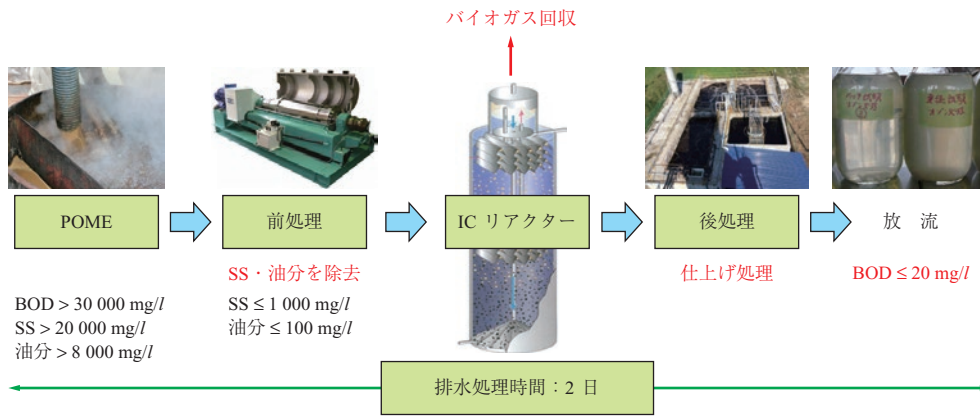 バイオガス回収
POME
前処理
IC リアクター
後処理
放 流
SS・油分を除去
仕上げ処理
BOD ≤ 20 mg/l
BOD > 30 000 mg/l
SS > 20 000 mg/l
油分 > 8 000 mg/l
SS ≤ 1 000 mg/l
油分 ≤ 100 mg/l
排水処理時間：2 日